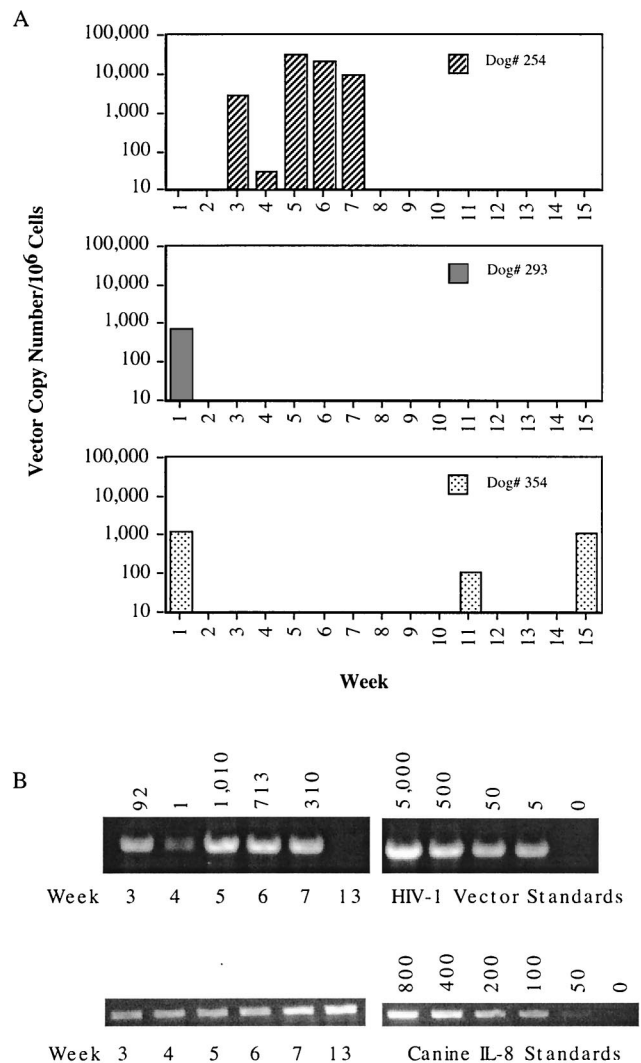 A
Vector Copy Number/10⁶ Cells
100,000
10,000
1,000
100
10
Dog# 254
1 2 3 4 5 6 7 8 9 10 11 12 13 14 15
100,000
10,000
1,000
100
10
Dog# 293
1 2 3 4 5 6 7 8 9 10 11 12 13 14 15
100,000
10,000
1,000
100
10
Dog# 354
1 2 3 4 5 6 7 8 9 10 11 12 13 14 15
Week
B
92 1 1,010 713 310
5,000 500 50 5 0
Week 3 4 5 6 7 13
HIV-1 Vector Standards
800 400 200 100 50 0
Week 3 4 5 6 7 13
Canine IL-8 Standards